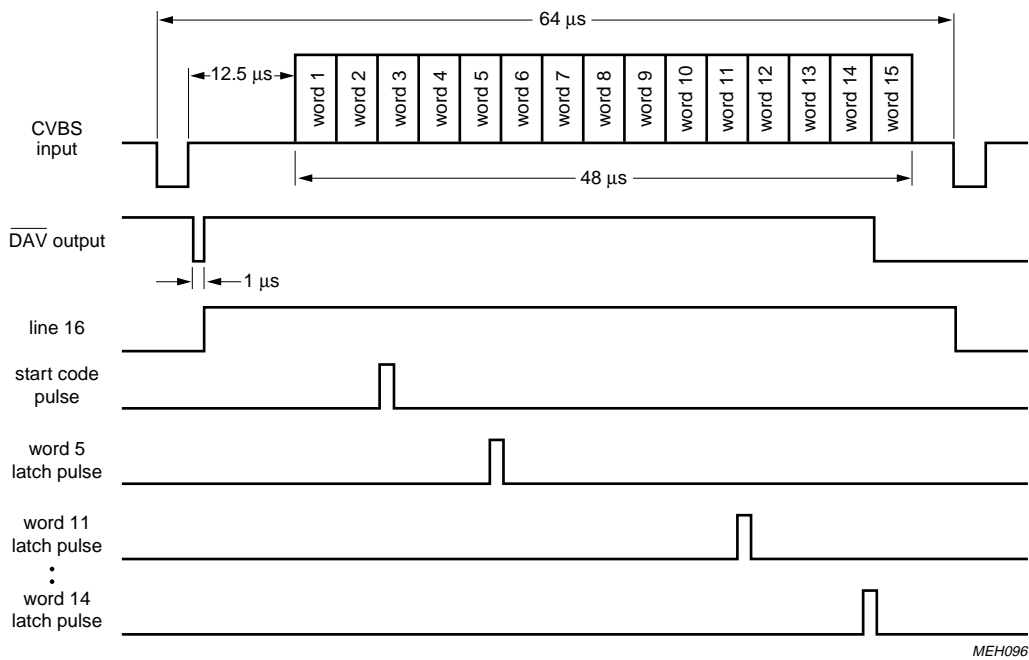 64 μs
12.5 μs
word 1
word 2
word 3
word 4
word 5
word 6
word 7
word 8
word 9
word 10
word 11
word 12
word 13
word 14
word 15
CVBS
input
48 μs
DAV output
1 μs
line 16
start code
pulse
word 5
latch pulse
word 11
latch pulse
:
word 14
latch pulse
MEH096